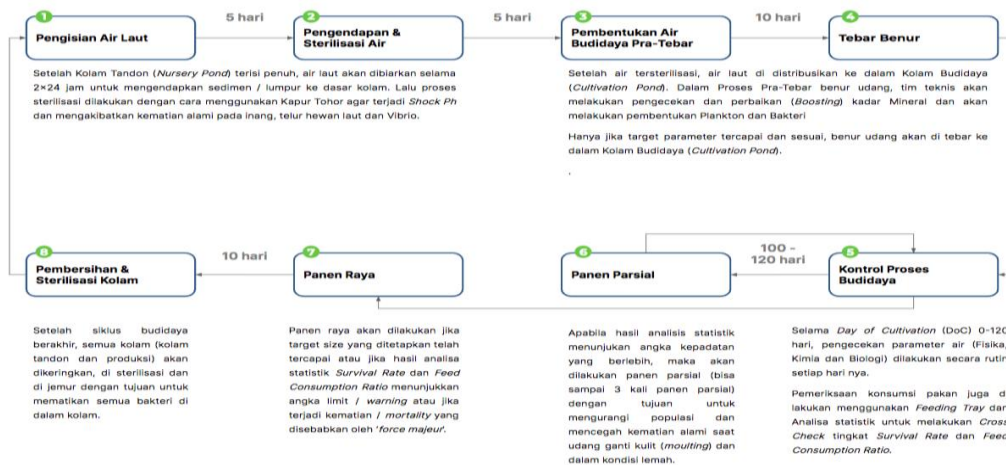 1
Pengisian Air Laut
5 hari
2
Pengendapan &
Sterilisasi Air
5 hari
3
Pembentukan Air
Budidaya Pra-Tebar
10 hari
4
Tebar Benur
Setelah Kolam Tandon (Nursery Pond) terisi penuh, air laut akan dibiarkan selama
2x24 jam untuk mengendapkan sedimen / lumpur ke dasar kolam. Lalu proses
sterilisasi dilakukan dengan cara menggunakan Kapur Tohor agar terjadi Shock Ph
dan mengakibatkan kematian alami pada inang, telur hewan laut dan Vibrio.
Setelah air tersterilisasi, air laut di distribusikan ke dalam Kolam Budidaya
(Cultivation Pond). Dalam Proses Pra-Tebar benur udang, tim teknis akan
melakukan pengecekan dan perbaikan (Boosting) kadar Mineral dan akan
melakukan pembentukan Plankton dan Bakteri
Hanya jika target parameter tercapai dan sesuai, benur udang akan di tebar ke
dalam Kolam Budidaya (Cultivation Pond).
.
8
Pembersihan &
Sterilisasi Kolam
10 hari
7
Panen Raya
6
Panen Parsial
100 -
120 hari
5
Kontrol Proses
Budidaya
Setelah siklus budidaya
berakhir, semua kolam (kolam
tandon dan produksi) akan
dikeringkan, di sterilisasi dan
di jemur dengan tujuan untuk
mematikan semua bakteri di
dalam kolam.
Panen raya akan dilakukan jika
target size yang ditetapkan telah
tercapai atau jika hasil analisa
statistik Survival Rate dan Feed
Consumption Ratio menunjukkan
angka limit / warning atau jika
terjadi kematian / mortality yang
disebabkan oleh 'force majeur'.
Apabila hasil analisis statistik
menunjukan angka kepadatan
yang berlebih, maka akan
dilakukan panen parsial (bisa
sampai 3 kali panen parsial)
dengan tujuan untuk
mengurangi populasi dan
mencegah kematian alami saat
udang ganti kulit (moulting) dan
dalam kondisi lemah.
Selama Day of Cultivation (DoC) 0-120
hari, pengecekan parameter air (Fisika,
Kimia dan Biologi) dilakukan secara rutin
setiap hari nya.
Pemeriksaan konsumsi pakan juga di
lakukan menggunakan Feeding Tray dan
Analisa statistik untuk melakukan Cross
Check tingkat Survival Rate dan Feed
Consumption Ratio.